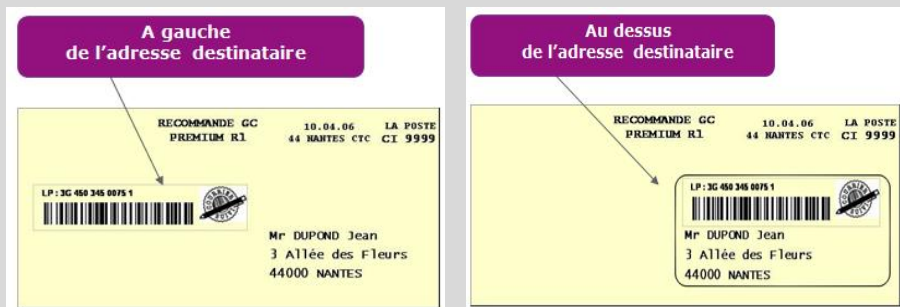 A gauche
de l'adresse destinataire
RECOMMANDE GC
PREMIUM R1
10.04.06 LA POSTE
44 NANTES CTC CI 9999
LP : 3G 450 345 0075 1
Mr DUPOND Jean
3 Allée des Fleurs
44000 NANTES
Au dessus
de l'adresse destinataire
RECOMMANDE GC
PREMIUM R1
10.04.06 LA POSTE
44 NANTES CTC CI 9999
LP : 3G 450 345 0075 1
Mr DUPOND Jean
3 Allée des Fleurs
44000 NANTES